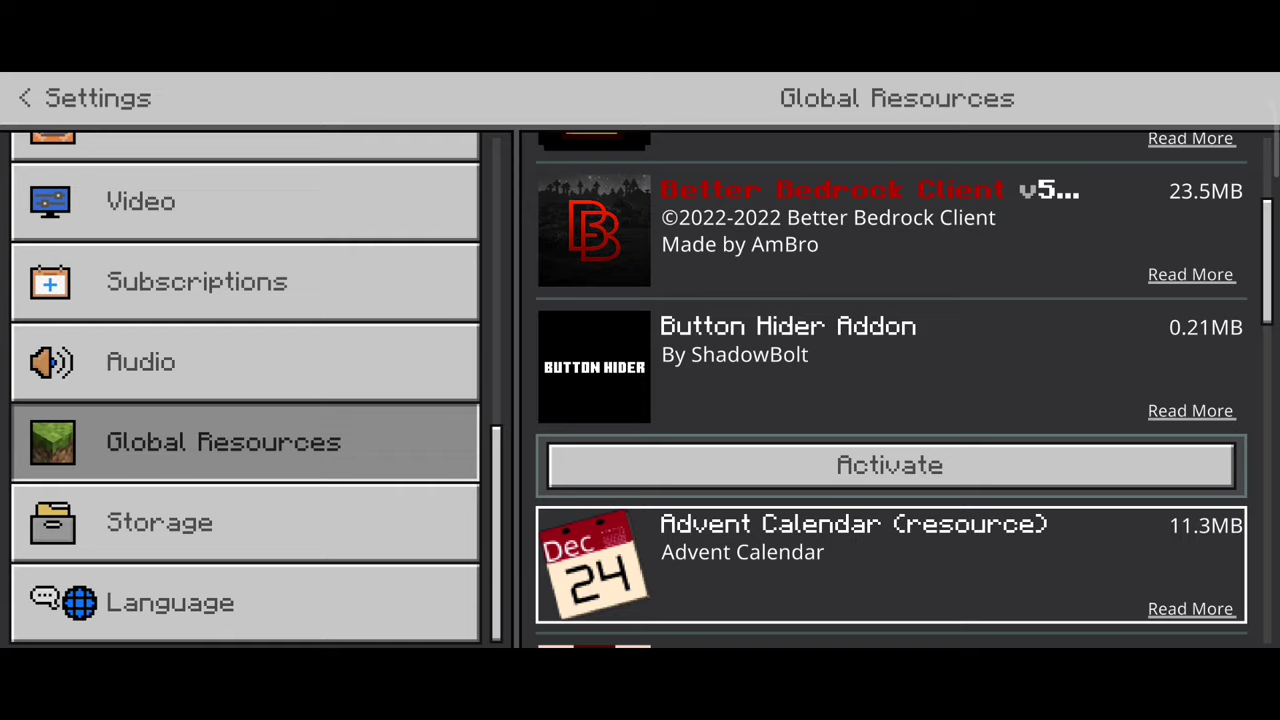 Settings
Global Resources
Video
Subscriptions
Audio
Global Resources
Storage
Language
Read More
Better Bedrock Client v5...
23.5MB
©2022-2022 Better Bedrock Client
Made by AmBro
Read More
BUTTON HIDER
Button Hider Addon
0.21MB
By ShadowBolt
Read More
Activate
Dec
24
Advent Calendar (resource)
11.3MB
Advent Calendar
Read More